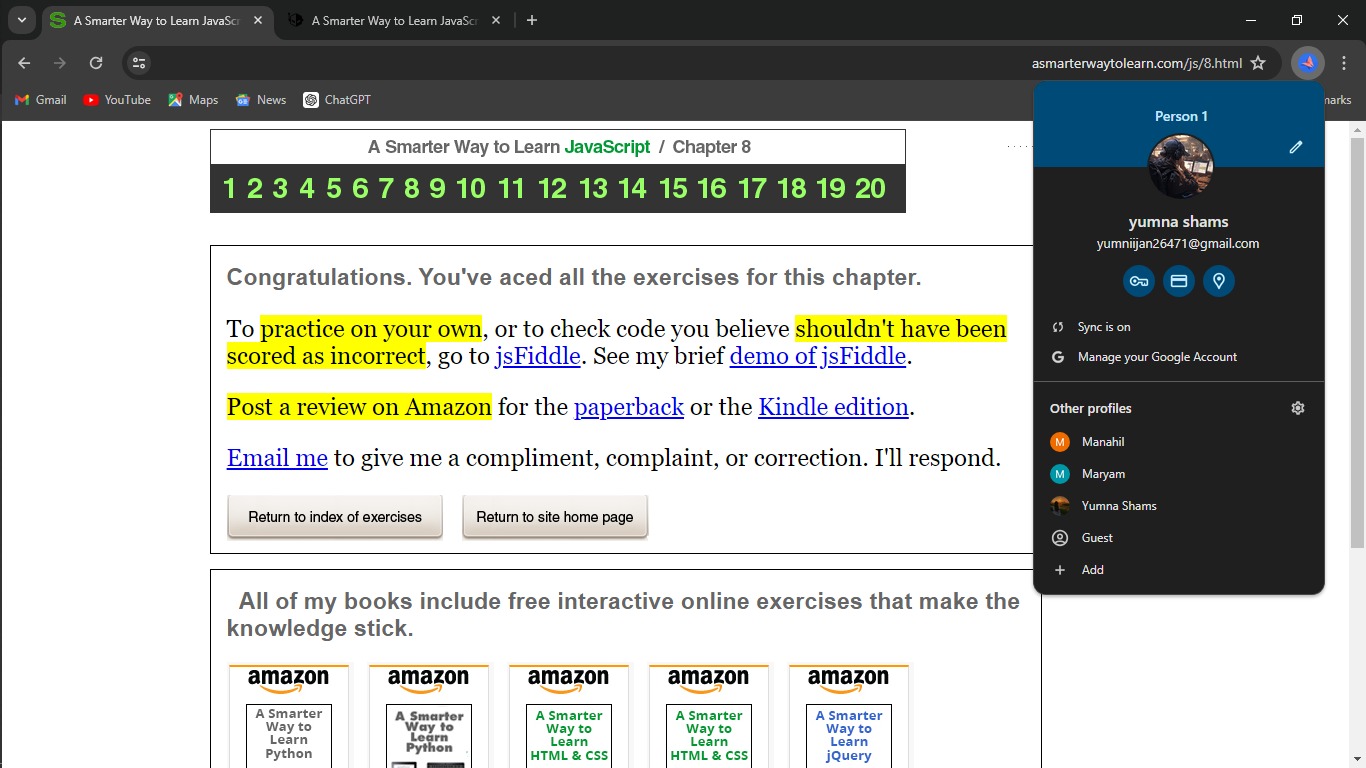 A Smarter Way to Learn JavaScr
A Smarter Way to Learn JavaSc
asmarterwaytolearn.com/js/8.html
Gmail
YouTube
Maps
News
ChatGPT
marks
A Smarter Way to Learn JavaScript / Chapter 8
1 2 3 4 5 6 7 8 9 10 11 12 13 14 15 16 17 18 19 20
Congratulations. You've aced all the exercises for this chapter.
To practice on your own, or to check code you believe shouldn't have been
scored as incorrect, go to jsFiddle. See my brief demo of jsFiddle.
Post a review on Amazon for the paperback or the Kindle edition.
Email me to give me a compliment, complaint, or correction. I'll respond.
Return to index of exercises
Return to site home page
All of my books include free interactive online exercises that make the
knowledge stick.
amazon
A Smarter
Way to
Learn
Python
amazon
A Smarter
Way to
Learn
Python
amazon
A Smarter
Way to
Learn
HTML & CSS
amazon
A Smarter
Way to
Learn
HTML & CSS
amazon
A Smarter
Way to
Learn
jQuery
Person 1
yumna shams
yumniijan26471@gmail.com
Sync is on
G Manage your Google Account
Other profiles
M Manahil
M Maryam
Yumna Shams
Guest
Add